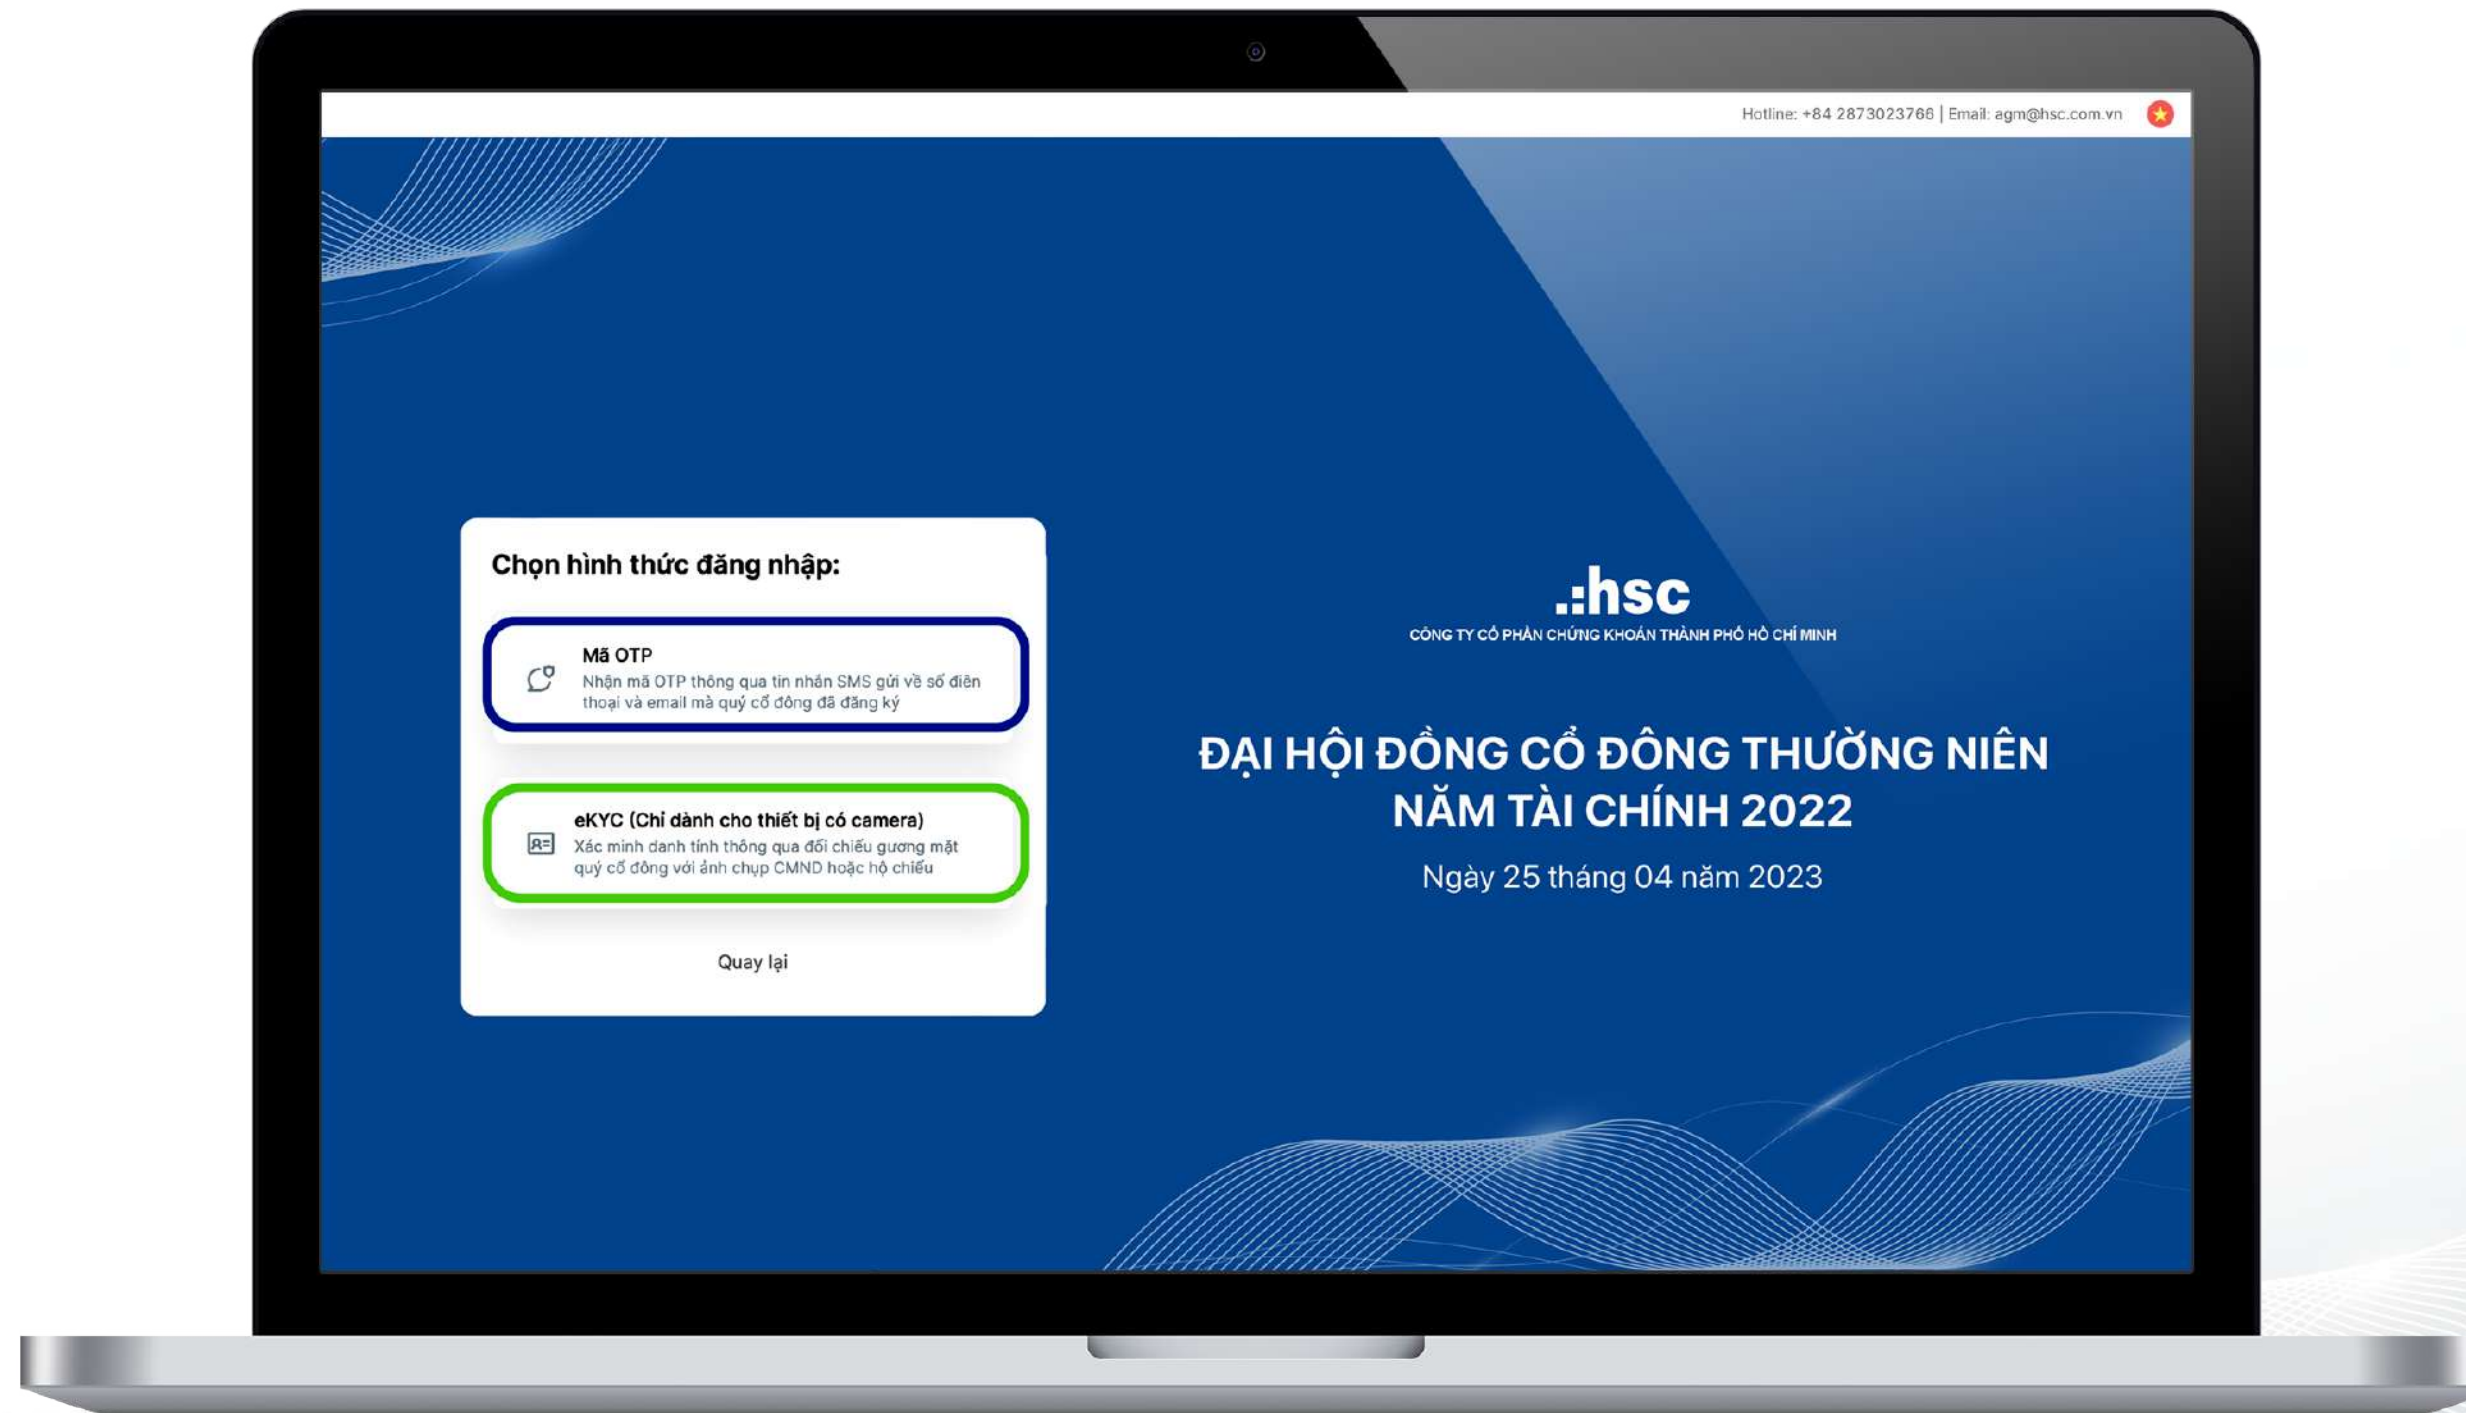 Hotline: +84 2873023766 | Email: agm@hsc.com.vn
Chọn hình thức đăng nhập:
Mã OTP
Nhận mã OTP thông qua tin nhắn SMS gửi về số điện
thoại và email mà quý cổ đông đã đăng ký
eKYC (Chỉ dành cho thiết bị có camera)
Xác minh danh tính thông qua đối chiếu gương mặt
quý cổ đông với ảnh chụp CMND hoặc hộ chiếu
Quay lại
.:hsc
CÔNG TY CỔ PHẦN CHỨNG KHOÁN THÀNH PHỐ HỒ CHÍ MINH
ĐẠI HỘI ĐỒNG CỔ ĐÔNG THƯỜNG NIÊN
NĂM TÀI CHÍNH 2022
Ngày 25 tháng 04 năm 2023